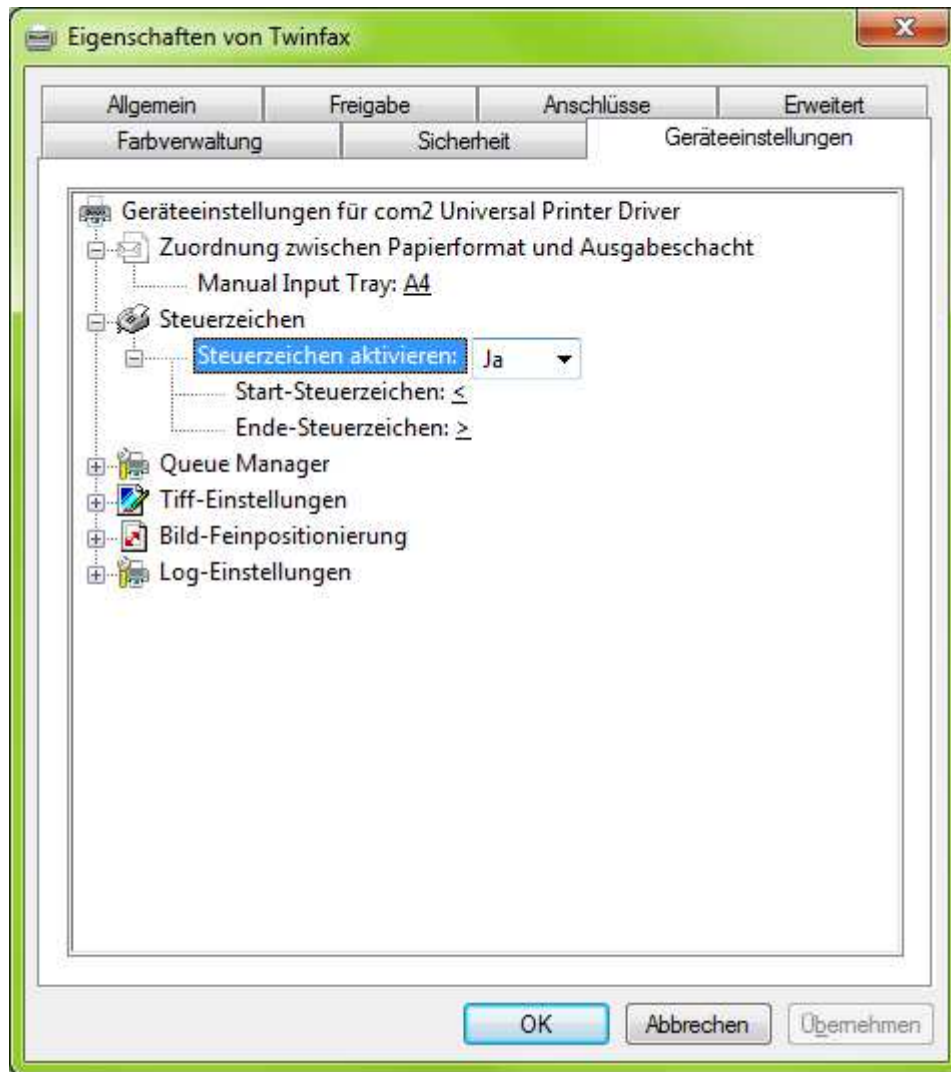 Eigenschaften von Twinfax
Allgemein Freigabe Anschlüsse Erweitert
Farbverwaltung Sicherheit Geräteeinstellungen
Geräteeinstellungen für com2 Universal Printer Driver
Zuordnung zwischen Papierformat und Ausgabeschacht
Manual Input Tray: A4
Steuerzeichen
Steuerzeichen aktivieren: Ja
Start-Steuerzeichen: <
Ende-Steuerzeichen: >
Queue Manager
Tiff-Einstellungen
Bild-Feinpositionierung
Log-Einstellungen
OK Abbrechen Übernehmen